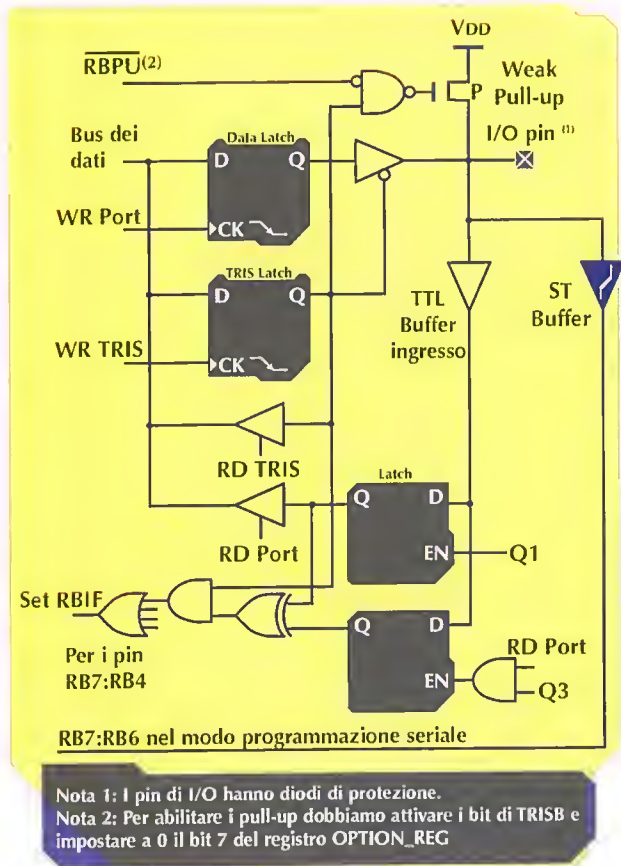 VDD
RBPU(2)
Weak
Pull-up
P
I/O pin (1)
Bus dei
dati
Data Latch
D
Q
WR Port
CK
TRIS Latch
D
Q
WR TRIS
CK
TTL
Buffer
ingresso
ST
Buffer
RD TRIS
Latch
Q
D
RD Port
EN
Q1
Set RBIF
Q
D
Per i pin
RB7:RB4
RD Port
EN
Q3
RB7:RB6 nel modo programmazione seriale
Nota 1: I pin di I/O hanno diodi di protezione.
Nota 2: Per abilitare i pull-up dobbiamo attivare i bit di TRISB e
impostare a 0 il bit 7 del registro OPTION_REG